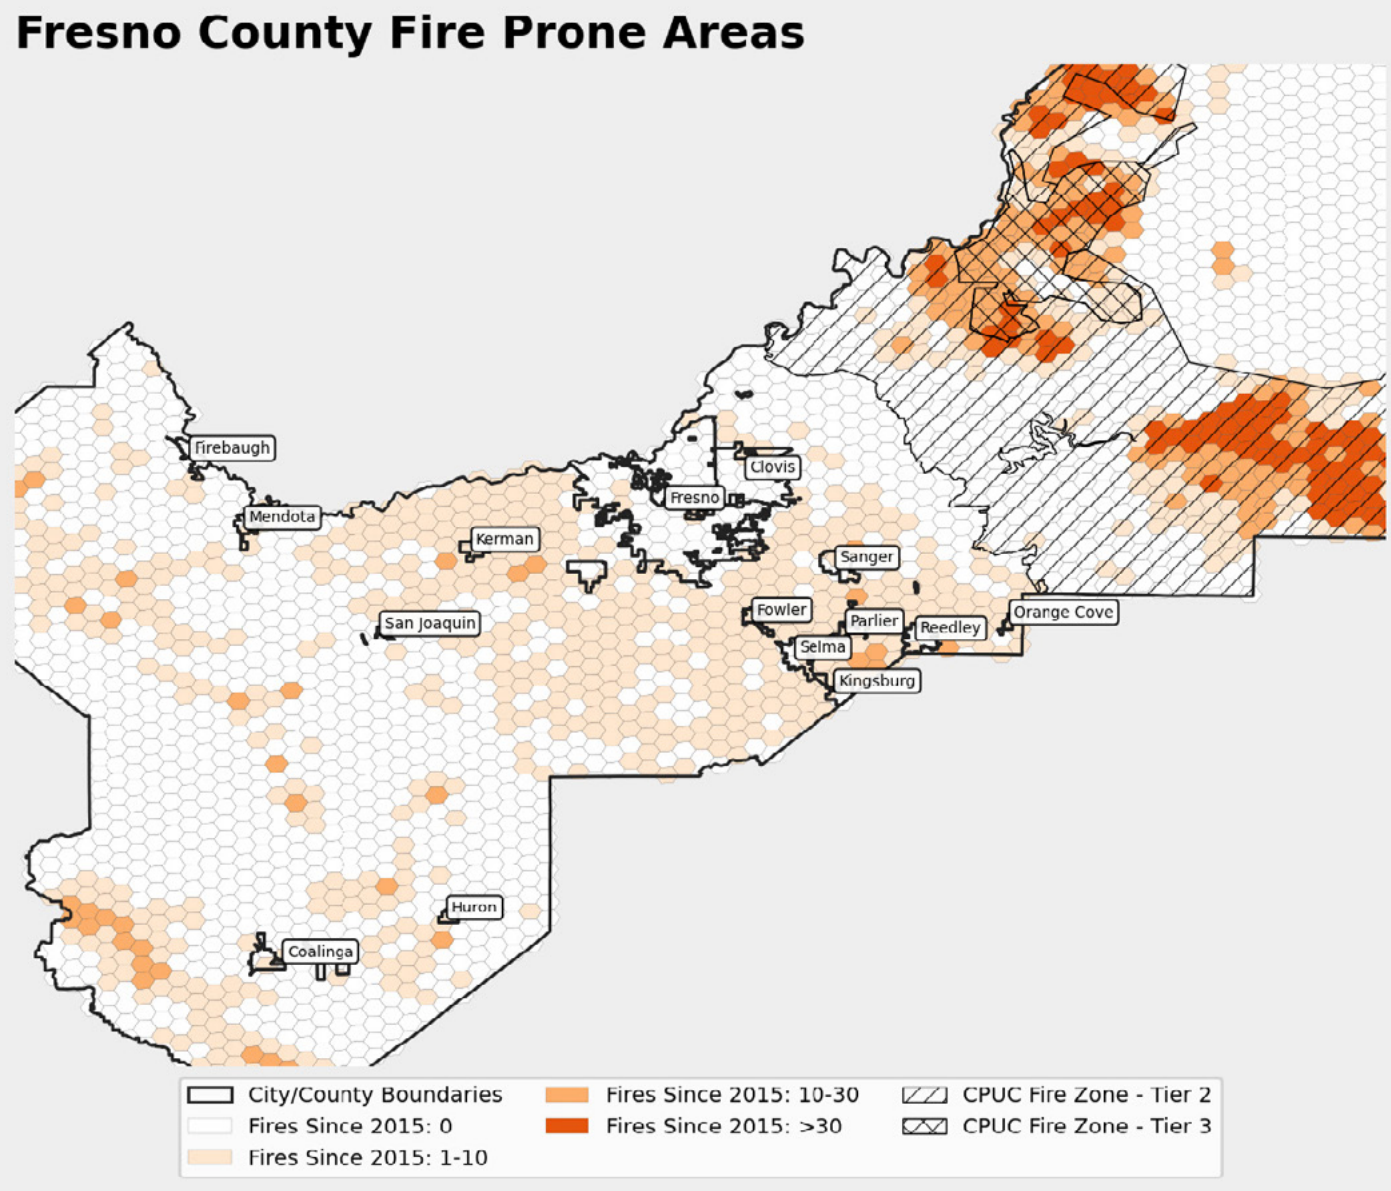 Fresno County Fire Prone Areas
Firebaugh
Clovis
Fresno
Mendota
Kerman
Sanger
Fowler
Orange Cove
San Joaquin
Parlier
Reedley
Selma
Kingsburg
Huron
Coalinga
City/County Boundaries
Fires Since 2015: 0
Fires Since 2015: 1-10
Fires Since 2015: 10-30
Fires Since 2015: >30
CPUC Fire Zone - Tier 2
CPUC Fire Zone - Tier 3